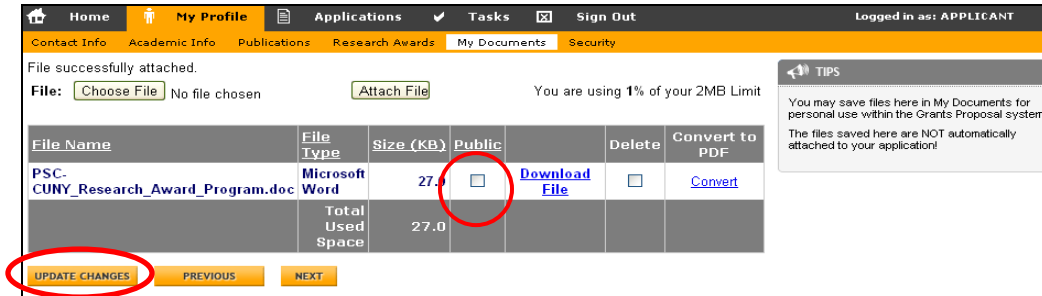 Home My Profile Applications Tasks Sign Out Logged in as: APPLICANT
Contact Info Academic Info Publications Research Awards My Documents Security
File successfully attached.
File: Choose File No file chosen Attach File You are using 1% of your 2MB Limit
TIPS
You may save files here in My Documents for
personal use within the Grants Proposal system
The files saved here are NOT automatically
attached to your application!
File Name File Type Size (KB) Public Delete Convert to PDF
PSC-
CUNY_Research_Award_Program.doc Microsoft Word 27.0 Download File Convert
Total Used Space 27.0
UPDATE CHANGES PREVIOUS NEXT